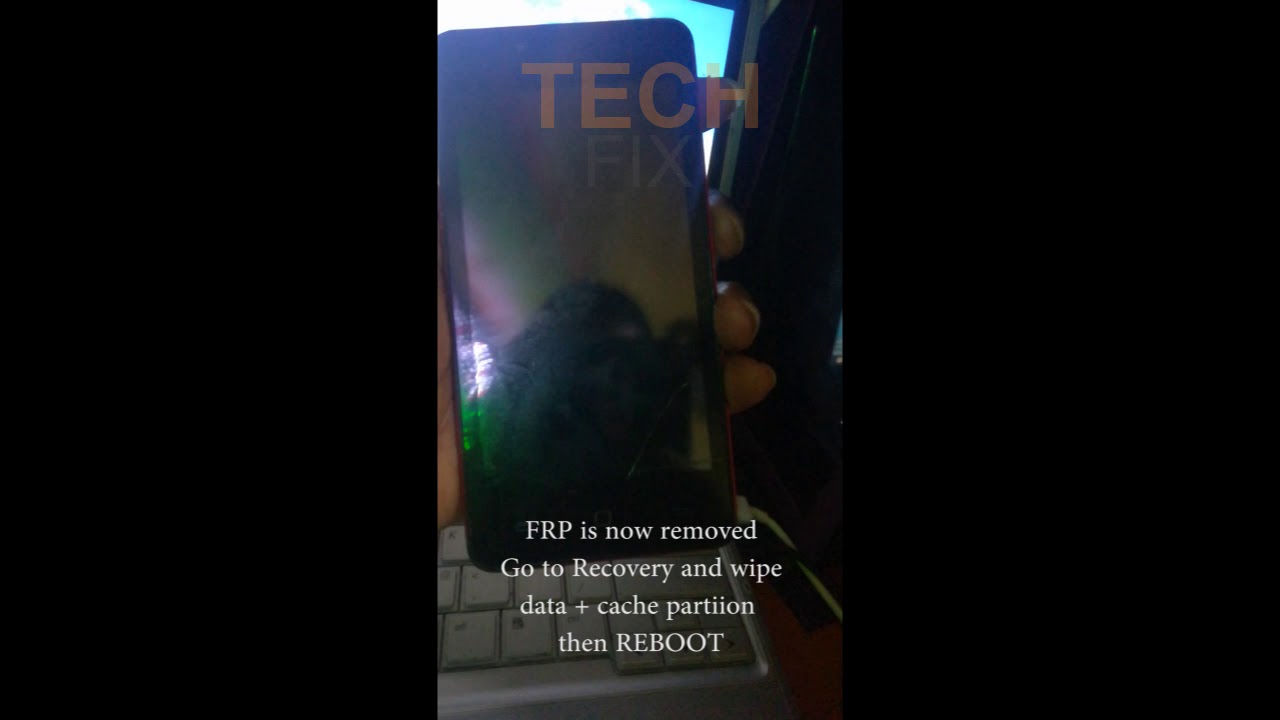 TECH
FIX
FRP is now removed
Go to Recovery and wipe
data + cache partiion
then REBOOT